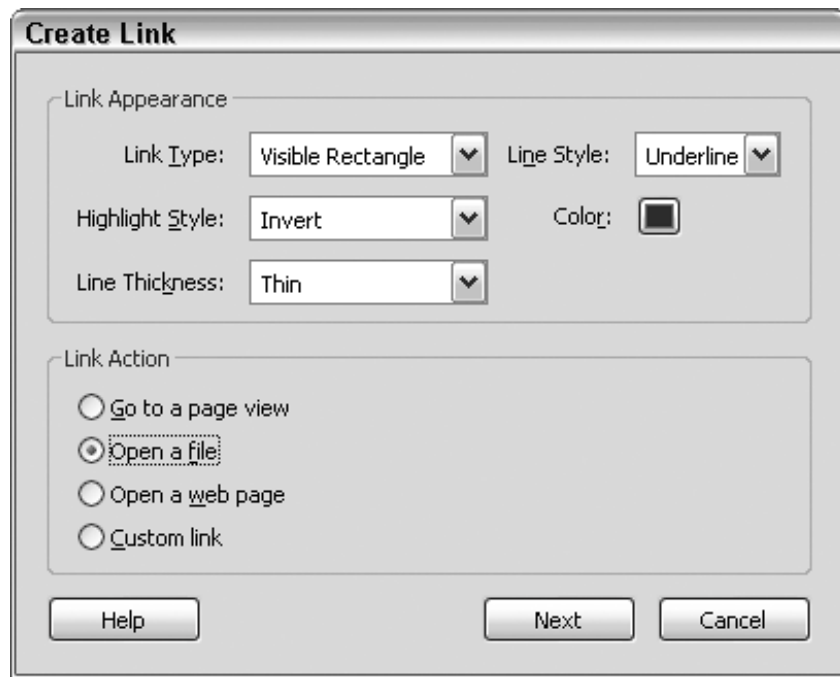 Create Link
Link Appearance
Link Type: Visible Rectangle Line Style: Underline
Highlight Style: Invert Color:
Line Thickness: Thin
Link Action
Go to a page view
Open a file
Open a web page
Custom link
Help Next Cancel